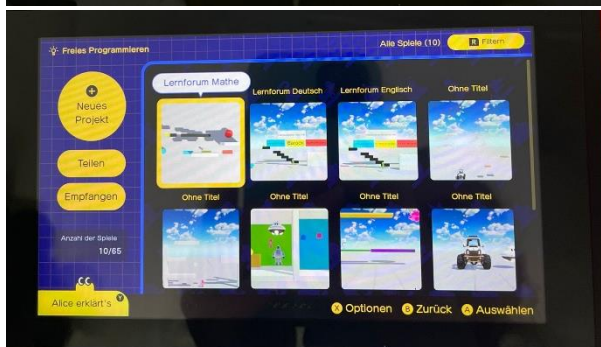 Freies Programmieren
Alle Spiele (10)
R Filtern
Neues
Projekt
Teilen
Empfangen
Anzahl der Spiele
10/65
Alice erklärt's
Lernforum Mathe
Lernforum Deutsch
Lernforum Englisch
Ohne Titel
Ohne Titel
Ohne Titel
Ohne Titel
Ohne Titel
X Optionen
B Zurück
A Auswählen